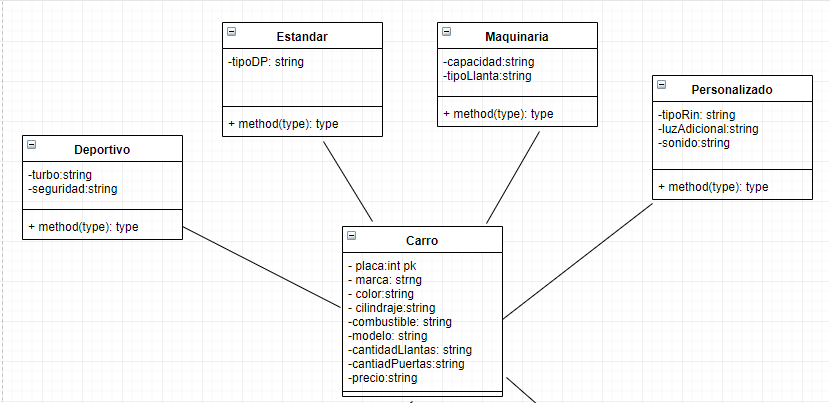 Estandar
-tipoDP: string
+ method(type): type
Maquinaria
-capacidad:string
-tipoLlanta:string
+ method(type): type
Personalizado
-tipoRin: string
-luzAdicional:string
-sonido:string
+ method(type): type
Deportivo
-turbo:string
-seguridad:string
+ method(type): type
Carro
- placa:int pk
- marca: strng
- color:string
- cilindraje:string
-combustible: string
-modelo: string
-cantidadLlantas: string
-cantiadPuertas:string
-precio:string